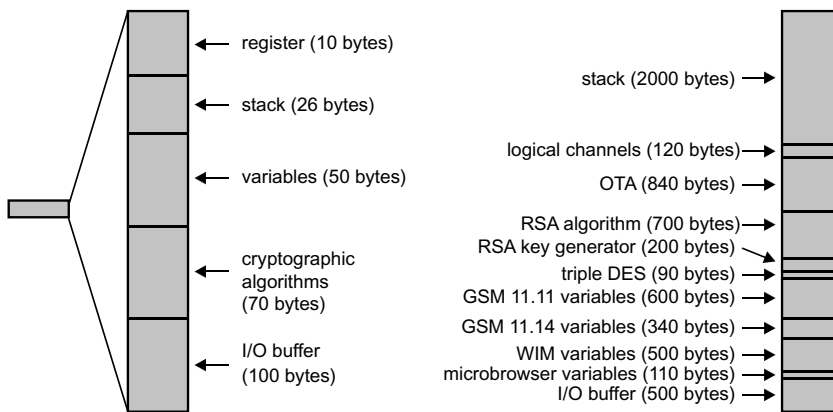 register (10 bytes)
stack (26 bytes)
variables (50 bytes)
cryptographic
algorithms
(70 bytes)
I/O buffer
(100 bytes)
stack (2000 bytes)
logical channels (120 bytes)
OTA (840 bytes)
RSA algorithm (700 bytes)
RSA key generator (200 bytes)
triple DES (90 bytes)
GSM 11.11 variables (600 bytes)
GSM 11.14 variables (340 bytes)
WIM variables (500 bytes)
microbrowser variables (110 bytes)
I/O buffer (500 bytes)